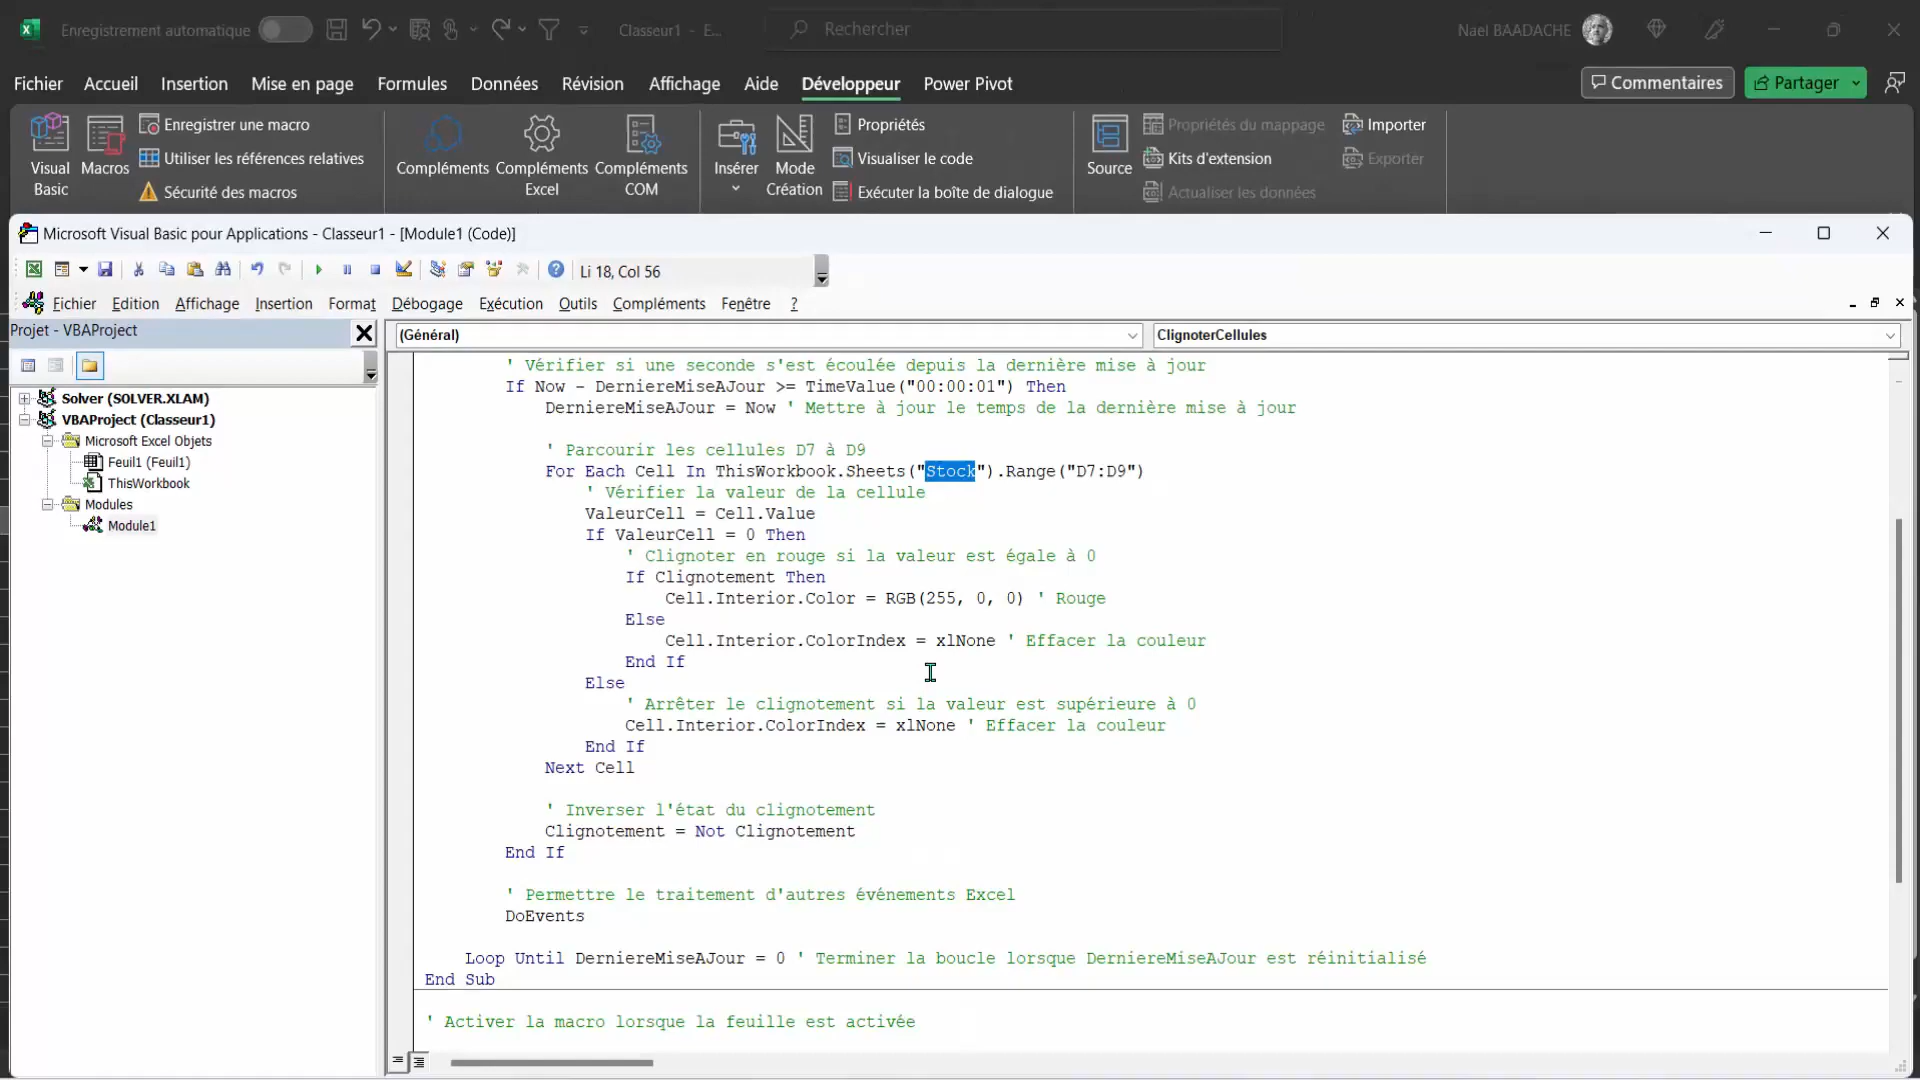 Enregistrement automatique
Classeur1 - E...
Rechercher
Nael BAADACHE
Fichier Accueil Insertion Mise en page Formules Données Révision Affichage Aide Développeur Power Pivot
Commentaires
Partager
Visual Basic
Macros
Enregistrer une macro
Utiliser les références relatives
Sécurité des macros
Compléments
Compléments Excel
Compléments COM
Insérer
Mode Création
Propriétés
Visualiser le code
Exécuter la boîte de dialogue
Source
Propriétés du mappage
Kits d'extension
Actualiser les données
Importer
Exporter
Microsoft Visual Basic pour Applications - Classeur1 - [Module1 (Code)]
Li 18, Col 56
Fichier Edition Affichage Insertion Format Débogage Exécution Outils Compléments Fenêtre ?
Projet - VBAProject
Solver (SOLVER.XLAM)
VBAProject (Classeur1)
Microsoft Excel Objets
Feuil1 (Feuil1)
ThisWorkbook
Modules
Module1
(Général)
ClignoterCellules
' Vérifier si une seconde s'est écoulée depuis la dernière mise à jour
If Now - DerniereMiseAJour >= TimeValue("00:00:01") Then
DerniereMiseAJour = Now ' Mettre à jour le temps de la dernière mise à jour
' Parcourir les cellules D7 à D9
For Each Cell In ThisWorkbook.Sheets("Stock").Range("D7:D9")
' Vérifier la valeur de la cellule
ValeurCell = Cell.Value
If ValeurCell = 0 Then
' Clignoter en rouge si la valeur est égale à 0
If Clignotement Then
Cell.Interior.Color = RGB(255, 0, 0) ' Rouge
Else
Cell.Interior.ColorIndex = xlNone ' Effacer la couleur
End If
Else
' Arrêter le clignotement si la valeur est supérieure à 0
Cell.Interior.ColorIndex = xlNone ' Effacer la couleur
End If
Next Cell
' Inverser l'état du clignotement
Clignotement = Not Clignotement
End If
' Permettre le traitement d'autres événements Excel
DoEvents
Loop Until DerniereMiseAJour = 0 ' Terminer la boucle lorsque DerniereMiseAJour est réinitialisé
End Sub
' Activer la macro lorsque la feuille est activée